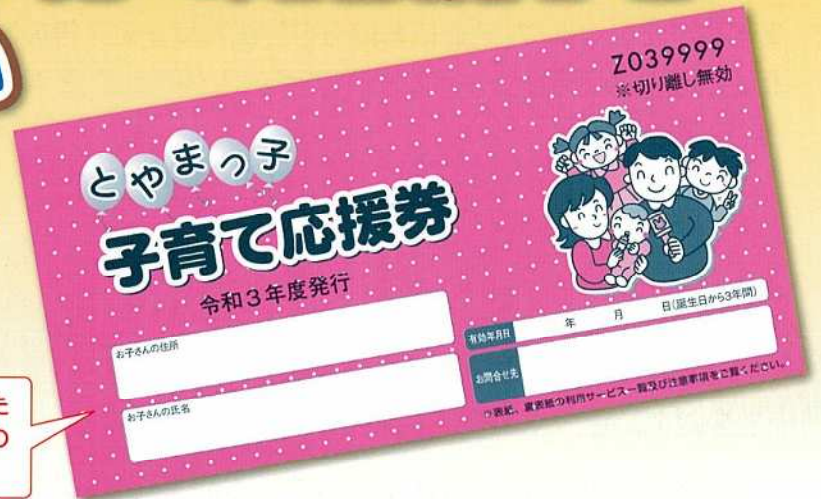 Z039999
※切り離し無効
とやまっ子
子育て応援券
令和3年度発行
お子さんの住所
お子さんの氏名
有効年月日 年 月 日(誕生日から3年間)
お問合せ先
※表紙、裏表紙の利用サービス一覧及び注意事項をご覧ください。
た
の